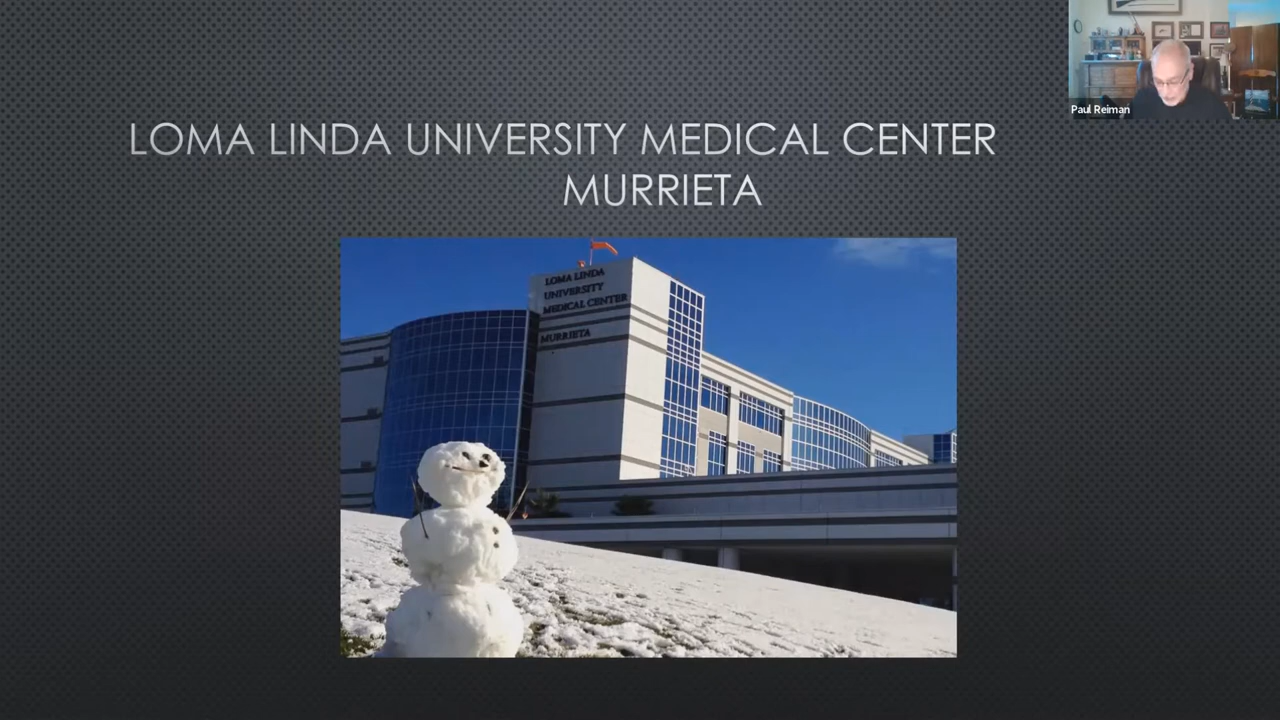 LOMA LINDA UNIVERSITY MEDICAL CENTER
MURRIETA
Paul Reiman
LOMA LINDA
UNIVERSITY
MEDICAL CENTER
MURRIETA